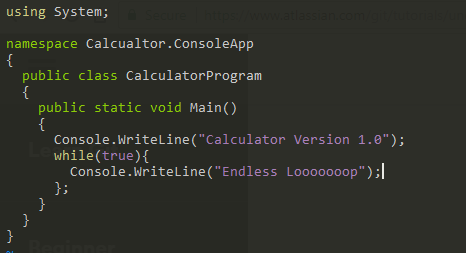 using System;
namespace Calcualtor.ConsoleApp
{
  public class CalculatorProgram
  {
    public static void Main()
    {
      Console.WriteLine("Calculator Version 1.0");
      while(true){
        Console.WriteLine("Endless Looooooop");
      };
    }
  }
}
Beginner